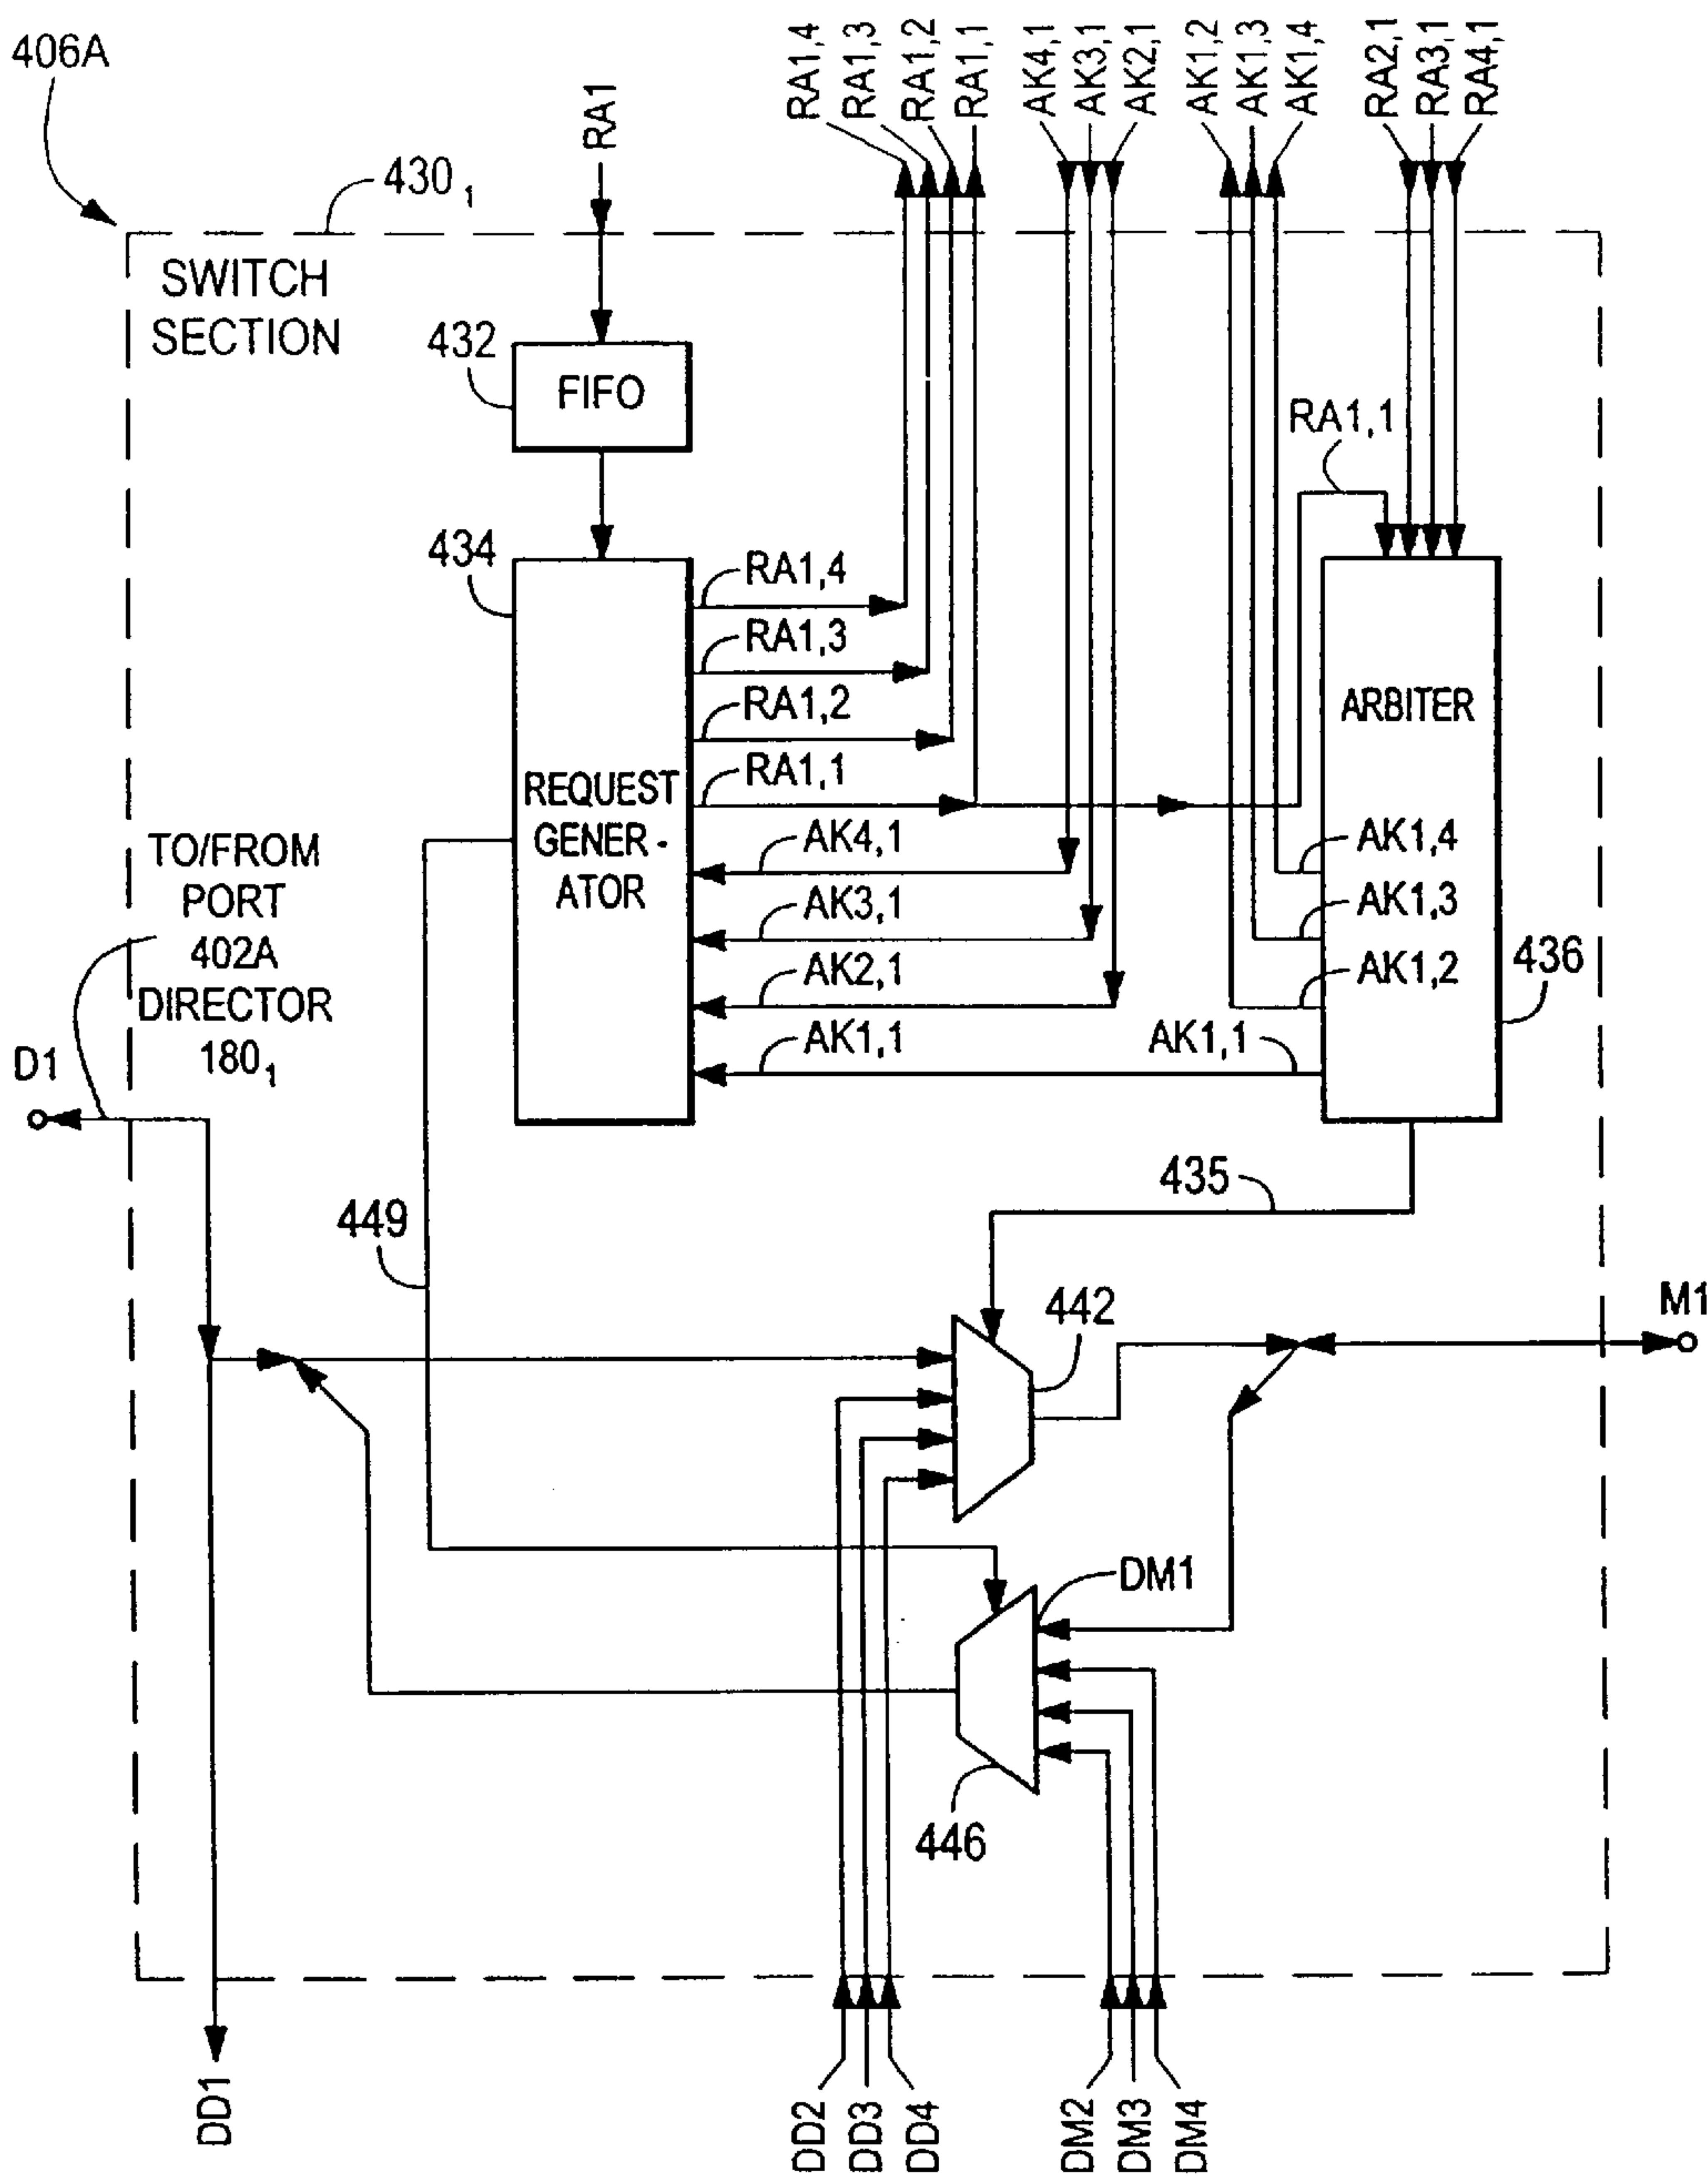 406A
RA1
RA1,4
RA1,3
RA1,2
RA1,1
AK4,1
AK3,1
AK2,1
AK1,2
AK1,3
AK1,4
RA2,1
RA3,1
RA4,1
430₁
SWITCH
SECTION
432
FIFO
RA1,1
434
RA1,4
RA1,3
RA1,2
RA1,1
REQUEST
GENER-
ATOR
AK4,1
AK3,1
AK2,1
AK1,1
ARBITER
AK1,4
AK1,3
AK1,2
AK1,1
436
TO/FROM
PORT
402A
DIRECTOR
180₁
D1
435
449
442
M1
DM1
446
DD1
DD2
DD3
DD4
DM2
DM3
DM4